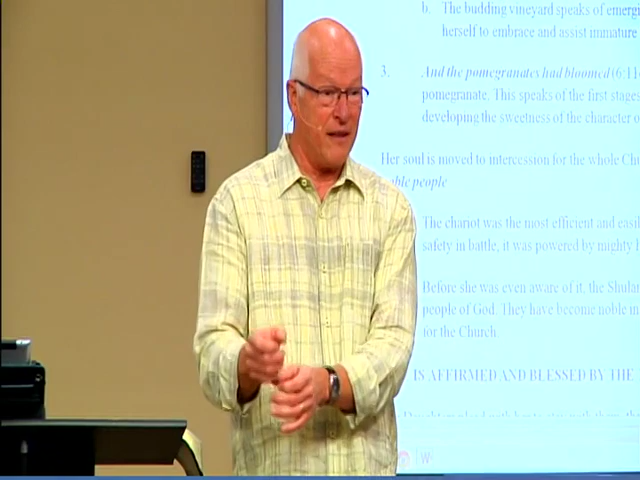 b. The budding vineyard speaks of emergi
herself to embrace and assist immature
3. And the pomegranates had bloomed (6:11
pomegranate. This speaks of the first stages
developing the sweetness of the character o
Her soul is moved to intercession for the whole Chu
ble people
The chariot was the most efficient and easil
safety in battle, it was powered by mighty
Before she was even aware of it, the Shular
people of God. They have become noble in
for the Church.
IS AFFIRMED AND BLESSED BY THE